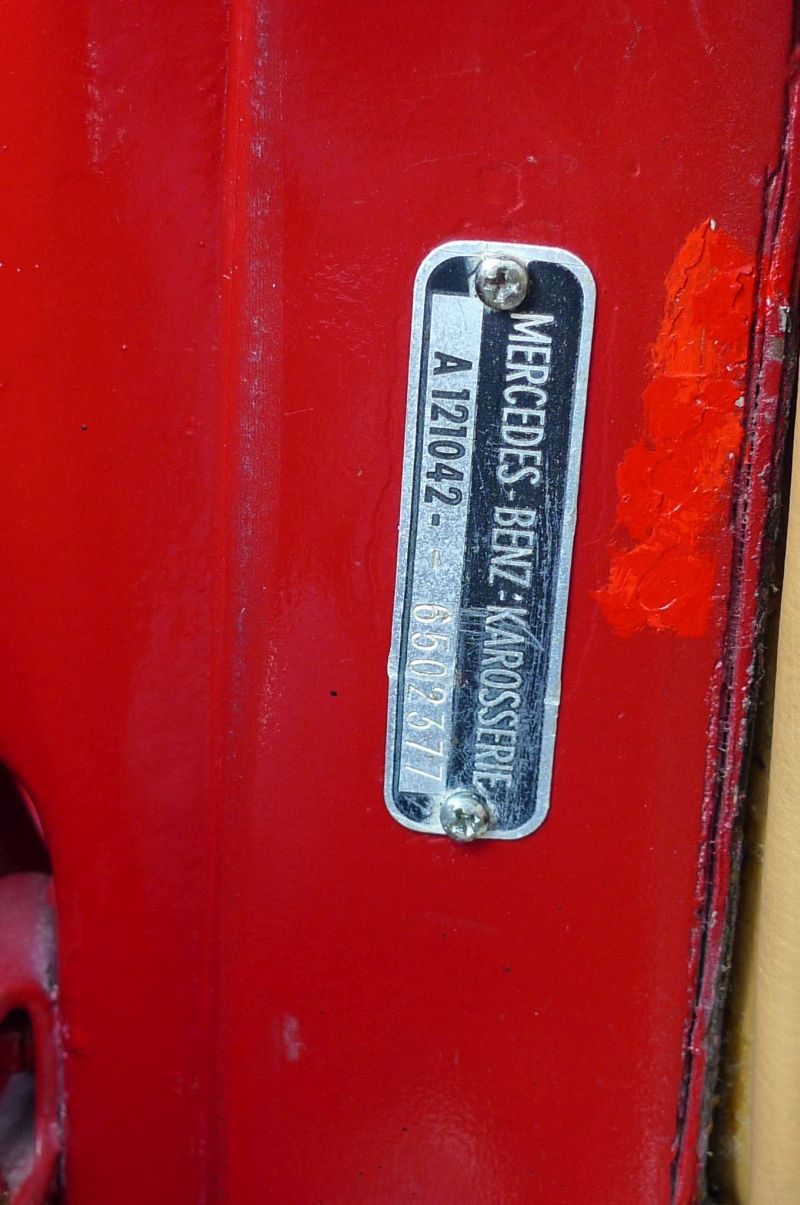 MERCEDES-BENZ-KAROSSERIE
A 121042 - - 6502377